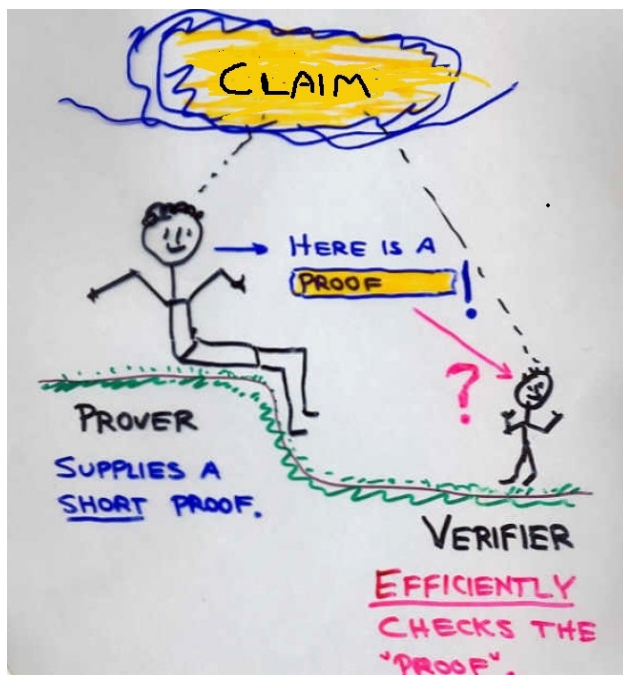 CLAIM
HERE IS A
PROOF!
PROVER
SUPPLIES A
SHORT PROOF.
?
VERIFIER
EFFICIENTLY
CHECKS THE
"PROOF".